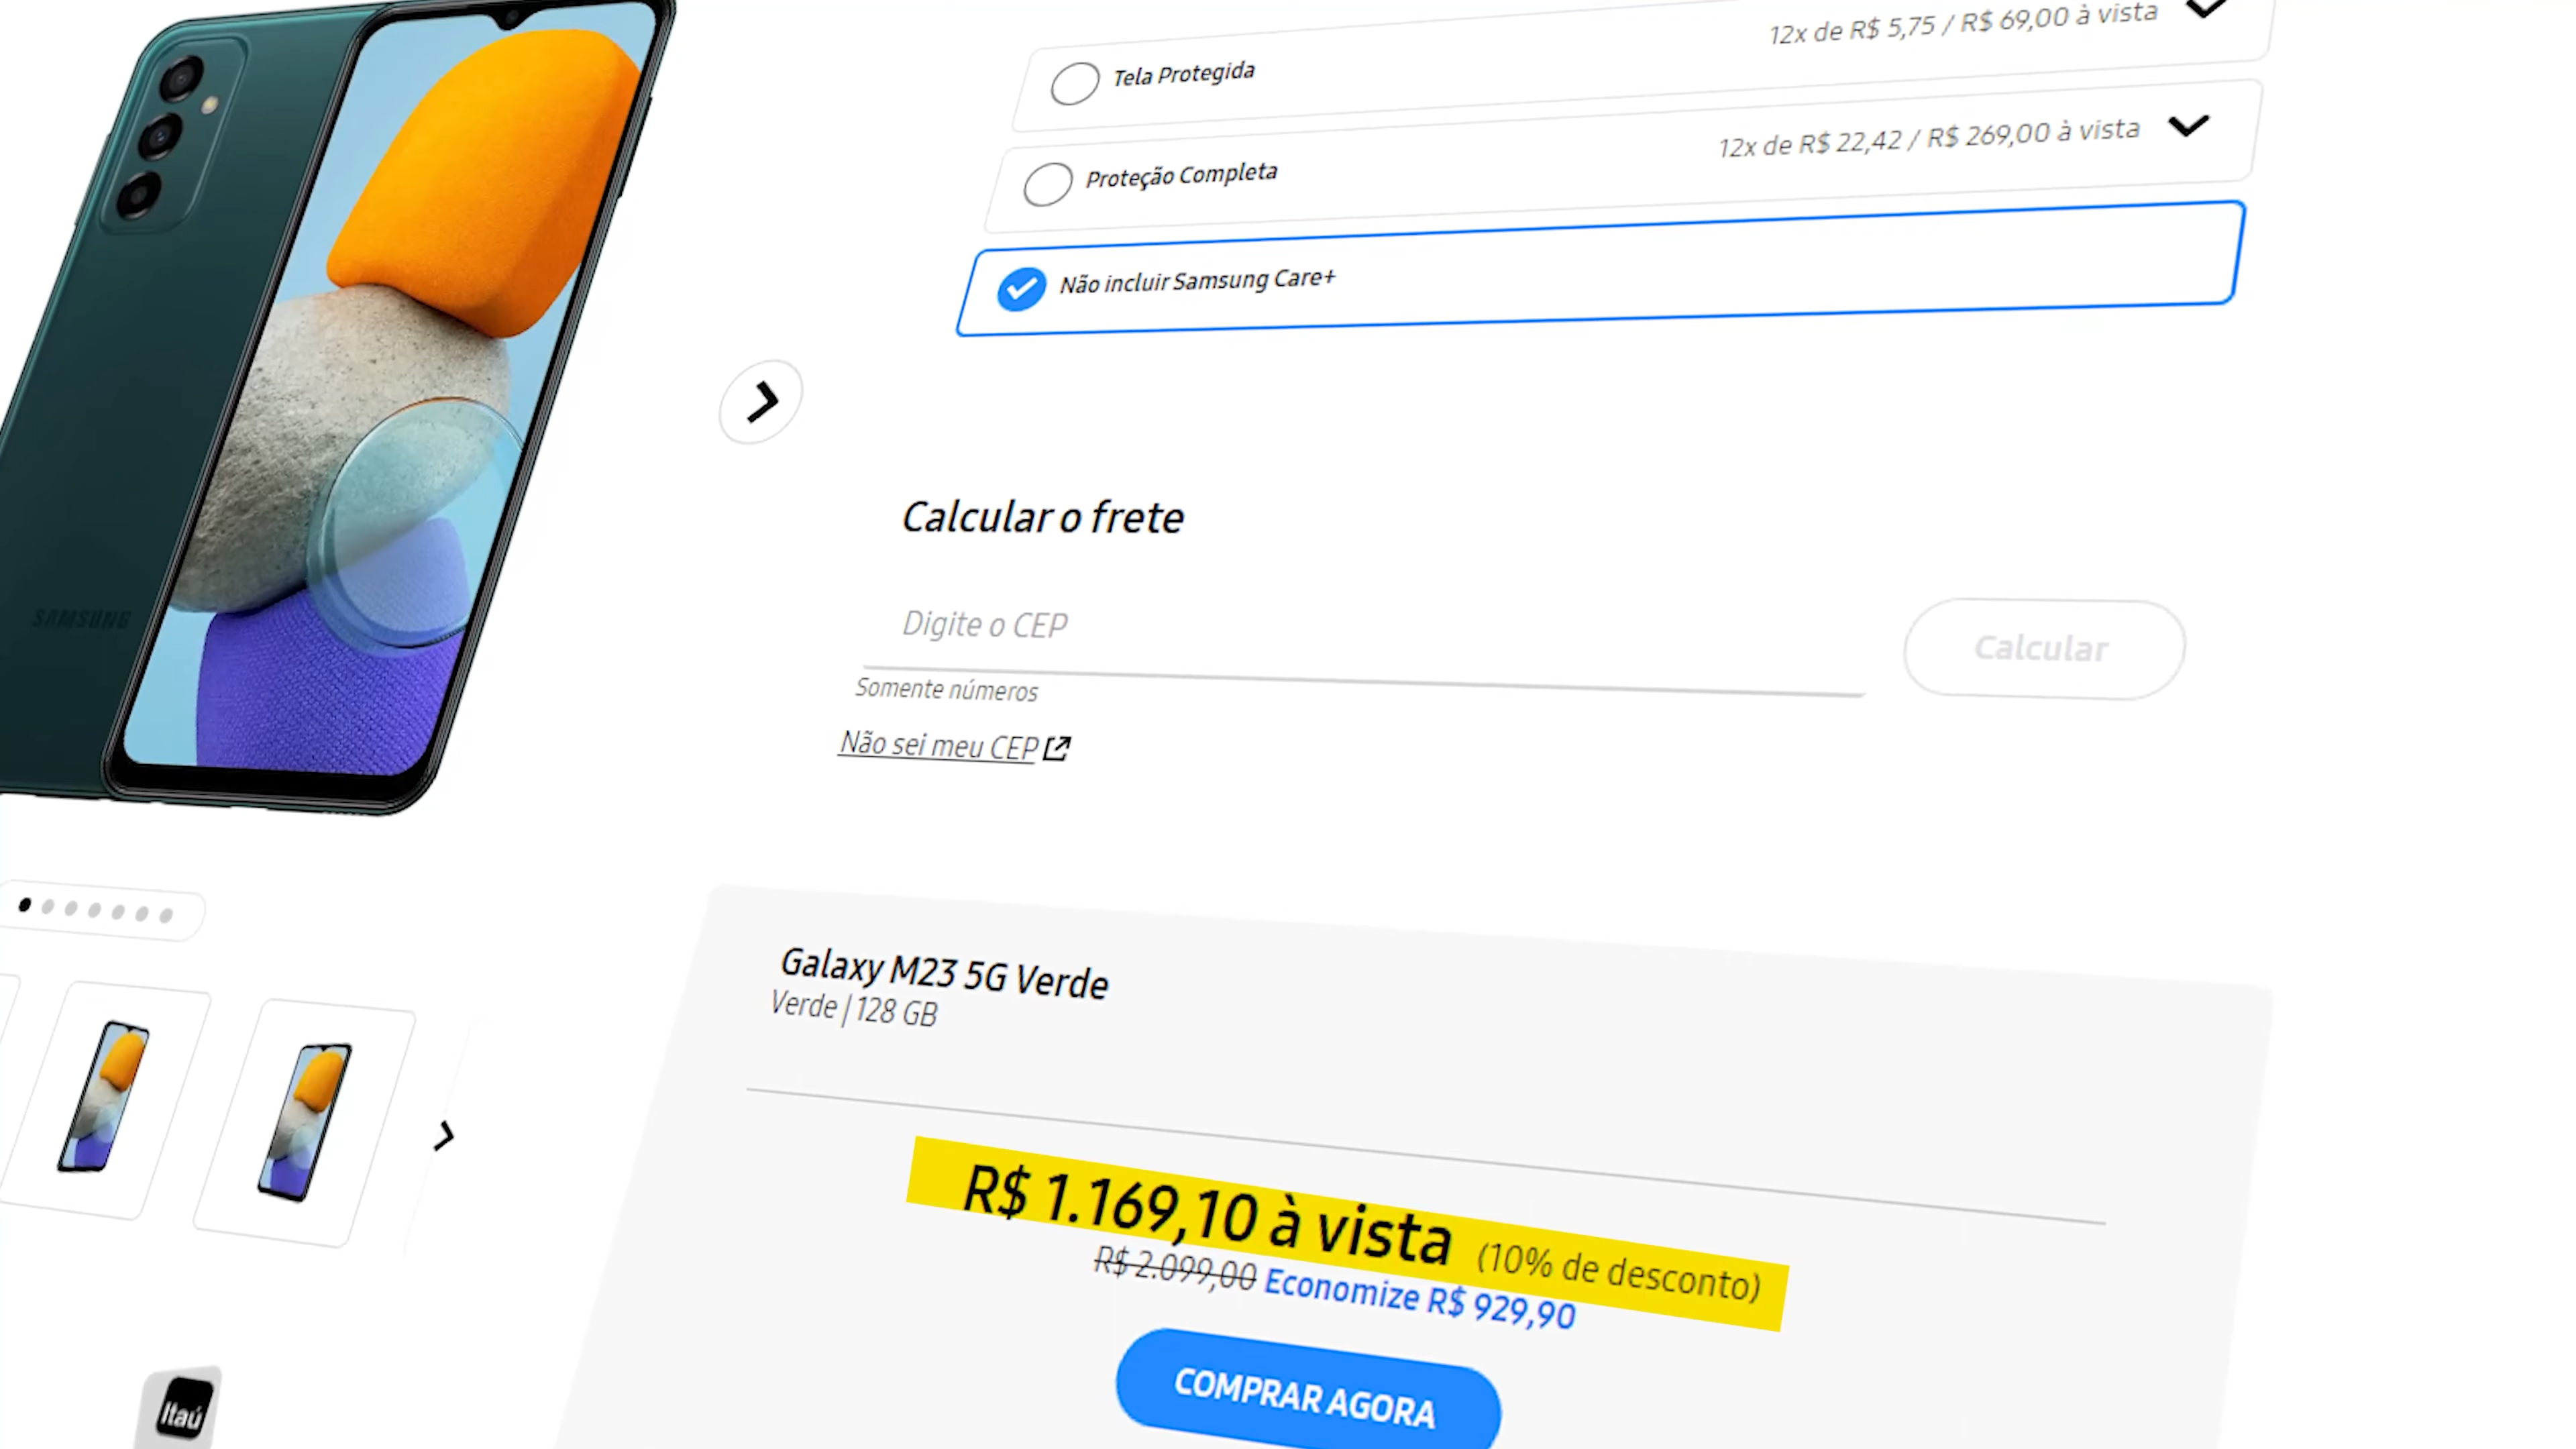 12x de R$ 5,75 / R$ 69,00 à vista
Tela Protegida
12x de R$ 22,42 / R$ 269,00 à vista
Proteção Completa
Não incluir Samsung Care+
Calcular o frete
Digite o CEP
Calcular
Somente números
Não sei meu CEP
SAMSUNG
Galaxy M23 5G Verde
Verde | 128 GB
R$ 1.169,10 à vista (10% de desconto)
R$ 2.099,00 Economize R$ 929,90
COMPRAR AGORA
Itaú